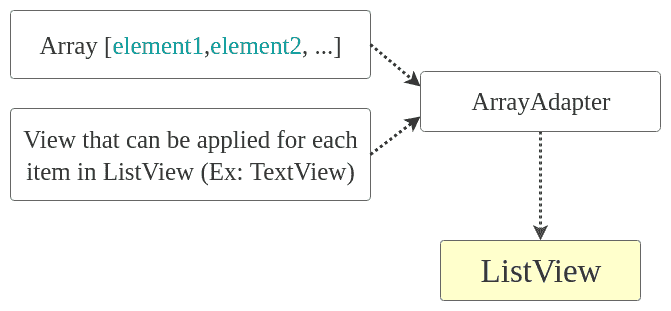 Array [element1,element2, ...]
View that can be applied for each
item in ListView (Ex: TextView)
ArrayAdapter
ListView